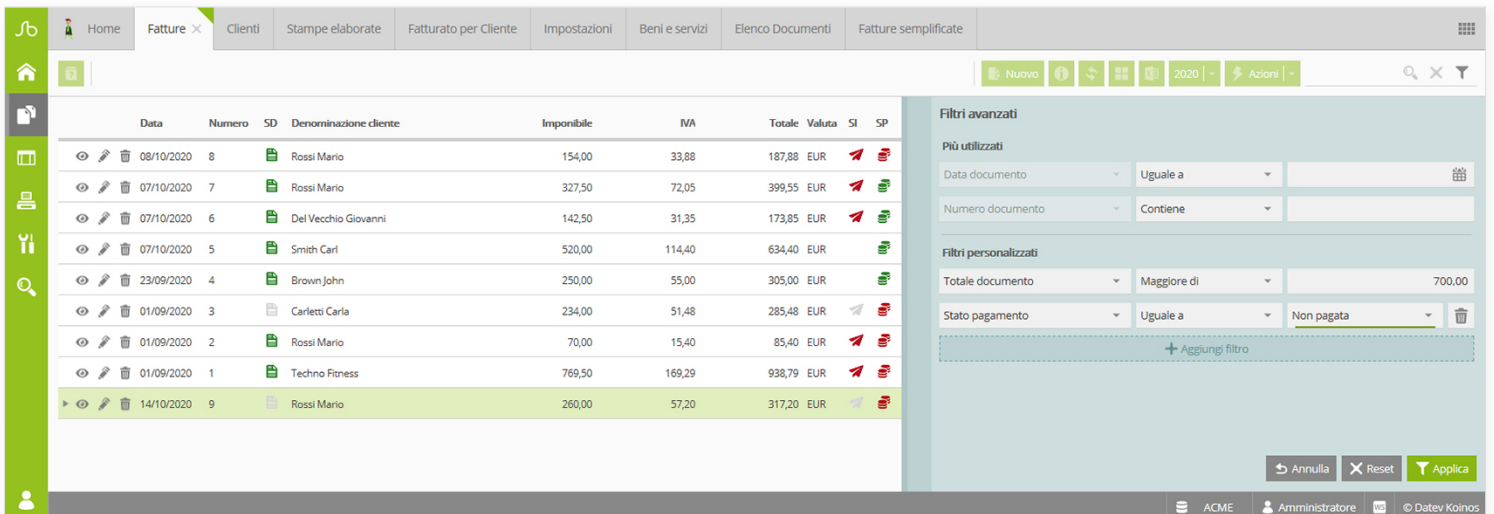 Home Fatture Clienti Stampe elaborate Fatturato per Cliente Impostazioni Beni e servizi Elenco Documenti Fatture semplificate
Nuovo 2020 Azioni
Data Numero SD Denominazione cliente Imponibile IVA Totale Valuta SI SP
08/10/2020 8 Rossi Mario 154,00 33,88 187,88 EUR
07/10/2020 7 Rossi Mario 327,50 72,05 399,55 EUR
07/10/2020 6 Del Vecchio Giovanni 142,50 31,35 173,85 EUR
07/10/2020 5 Smith Carl 520,00 114,40 634,40 EUR
23/09/2020 4 Brown John 250,00 55,00 305,00 EUR
01/09/2020 3 Carletti Carla 234,00 51,48 285,48 EUR
01/09/2020 2 Rossi Mario 70,00 15,40 85,40 EUR
01/09/2020 1 Techno Fitness 769,50 169,29 938,79 EUR
14/10/2020 9 Rossi Mario 260,00 57,20 317,20 EUR
Filtri avanzati
Più utilizzati
Data documento Uguale a
Numero documento Contiene
Filtri personalizzati
Totale documento Maggiore di 700,00
Stato pagamento Uguale a Non pagata
Aggiungi filtro
Annulla Reset Applica
ACME Amministratore WS © Datev Koinos